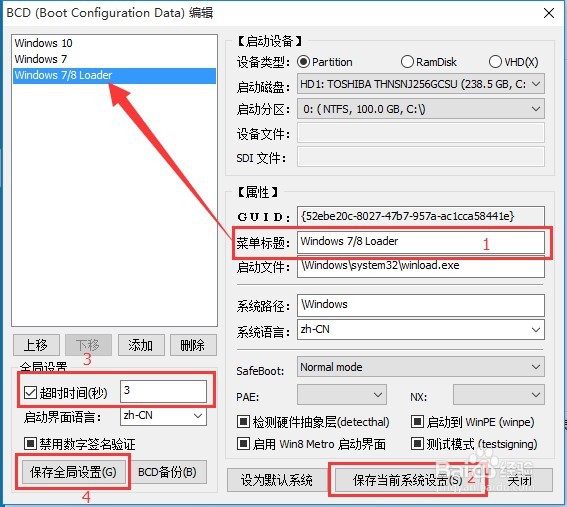 BCD (Boot Configuration Data) 编辑
Windows 10
Windows 7
Windows 7/8 Loader
上移
下移
添加
删除
3
全局设置
超时时间(秒)
3
启动界面语言：
zh-CN
禁用数字签名验证
保存全局设置(G)
BCD备份(B)
4
【启动设备】
设备类型：
Partition
RamDisk
VHD(X)
启动磁盘：
HD1: TOSHIBA THNSNJ256GCSU (238.5 GB, C:
启动分区：
0: ( NTFS, 100.0 GB, C:\)
设备文件：
SDI 文件：
【属性】
GUID：
{52ebe20c-8027-47b7-957a-ac1cca58441e}
菜单标题：
Windows 7/8 Loader
1
启动文件：
\Windows\system32\winload.exe
系统路径：
\Windows
系统语言：
zh-CN
SafeBoot:
Normal mode
PAE:
NX:
检测硬件抽象层(detecthal)
启动到 WinPE (winpe)
启用 Win8 Metro 启动界面
测试模式 (testsigning)
设为默认系统
保存当前系统设置(S)
2
关闭